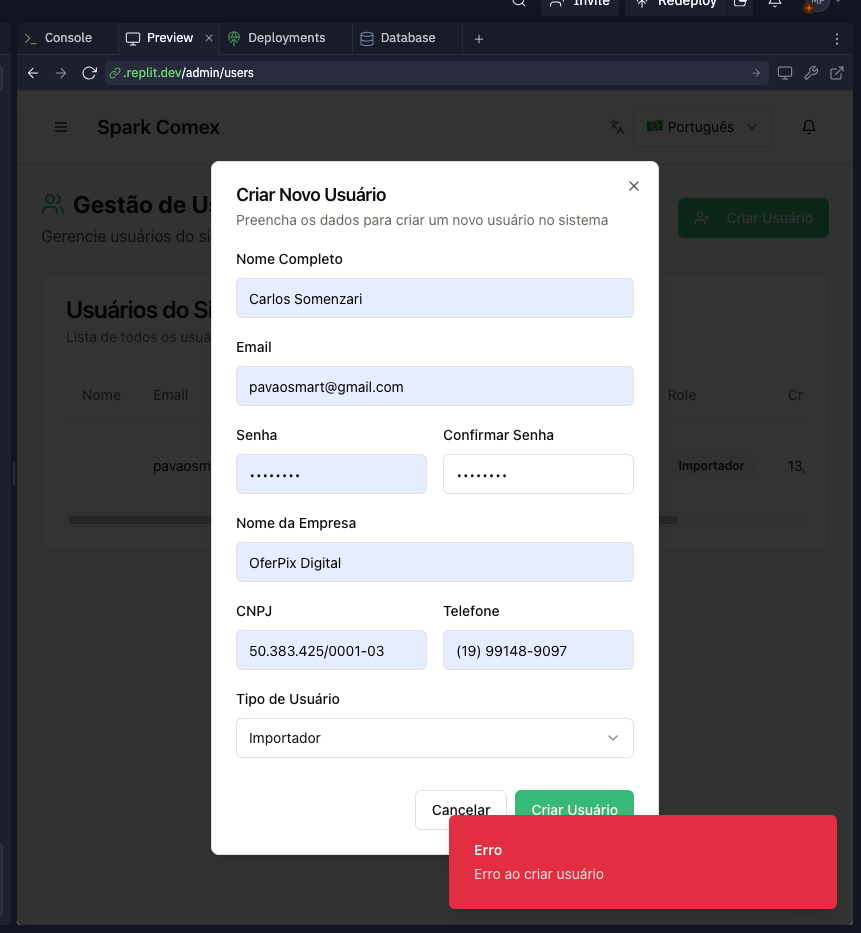 Invite
Redeploy
MP
Console
Preview
Deployments
Database
.replit.dev/admin/users
Spark Comex
Português
Gestão de Us
Criar Usuário
Gerencie usuários do si
Usuários do Si
Lista de todos os usuá
Nome
Email
Role
Cr
pavaosm
Importador
13,
Criar Novo Usuário
Preencha os dados para criar um novo usuário no sistema
Nome Completo
Carlos Somenzari
Email
pavaosmart@gmail.com
Senha
Confirmar Senha
••••••••
••••••••
Nome da Empresa
OferPix Digital
CNPJ
Telefone
50.383.425/0001-03
(19) 99148-9097
Tipo de Usuário
Importador
Cancelar
Criar Usuário
Erro
Erro ao criar usuário